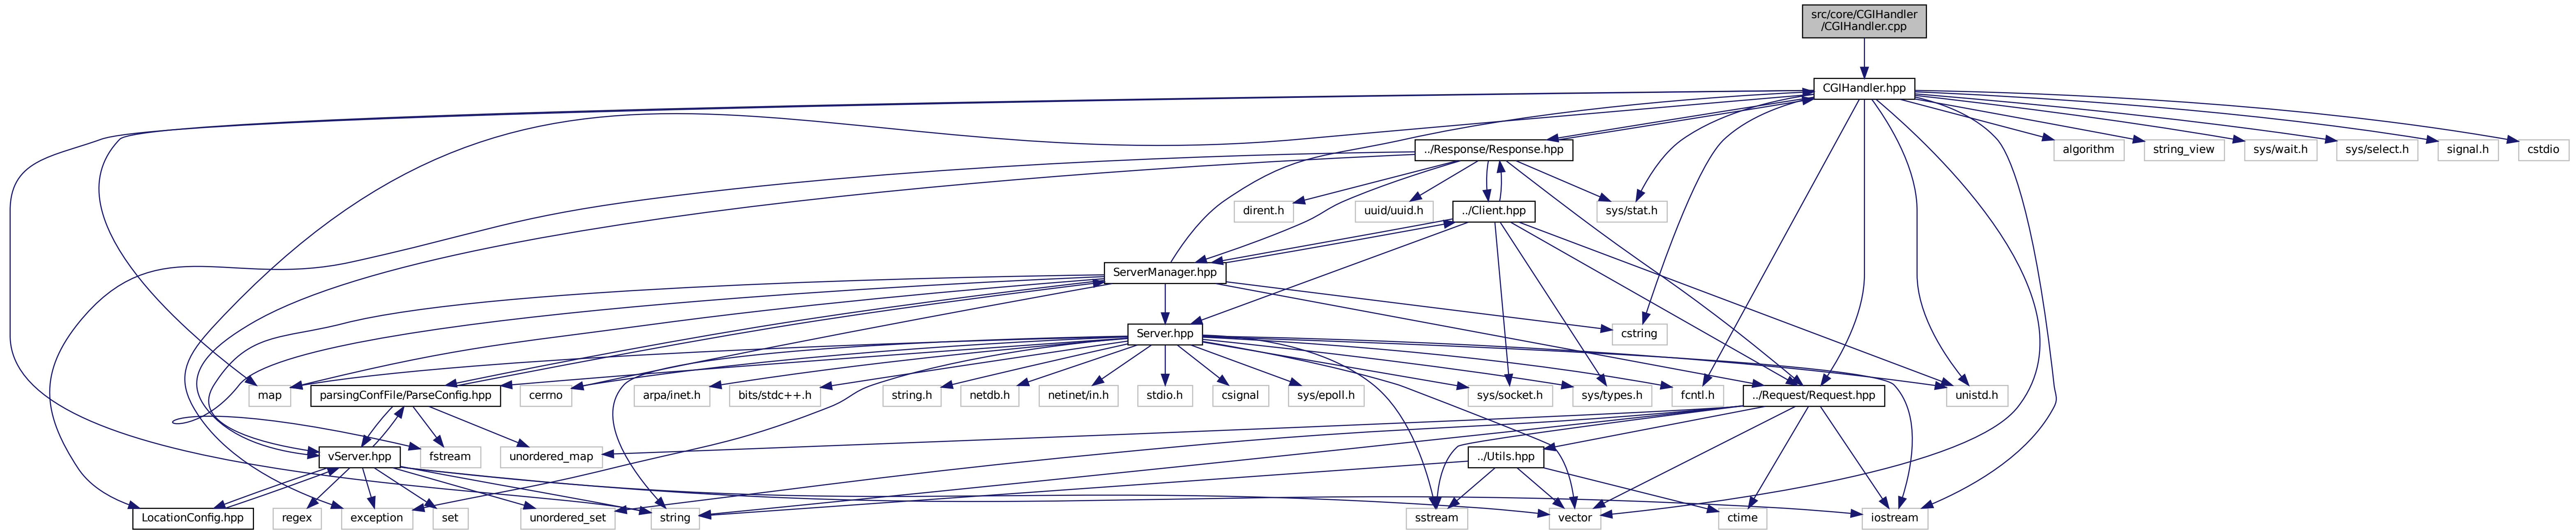 src/core/CGIHandler
/CGIHandler.cpp
CGIHandler.hpp
../Response/Response.hpp
algorithm
string_view
sys/wait.h
sys/select.h
signal.h
cstdio
dirent.h
uuid/uuid.h
../Client.hpp
sys/stat.h
ServerManager.hpp
Server.hpp
cstring
map
parsingConfFile/ParseConfig.hpp
cerrno
arpa/inet.h
bits/stdc++.h
string.h
netdb.h
netinet/in.h
stdio.h
csignal
sys/epoll.h
sys/socket.h
sys/types.h
fcntl.h
../Request/Request.hpp
unistd.h
vServer.hpp
fstream
unordered_map
../Utils.hpp
LocationConfig.hpp
regex
exception
set
unordered_set
string
sstream
vector
ctime
iostream